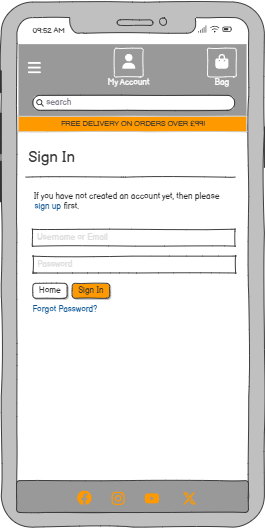 09:52 AM
My Account
Bag
search
FREE DELIVERY ON ORDERS OVER £99!
Sign In
If you have not created an account yet, then please
sign up first.
Username or Email
Password
Home
Sign In
Forgot Password?